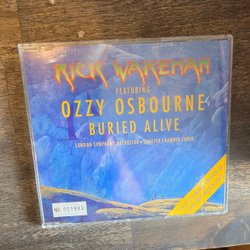 RICK WAKEMAN
FEATURING
OZZY OSBOURNE
BURIED ALIVE
LONDON SYMPHONY ORCHESTRA • ENGLISH CHAMBER CHOIR